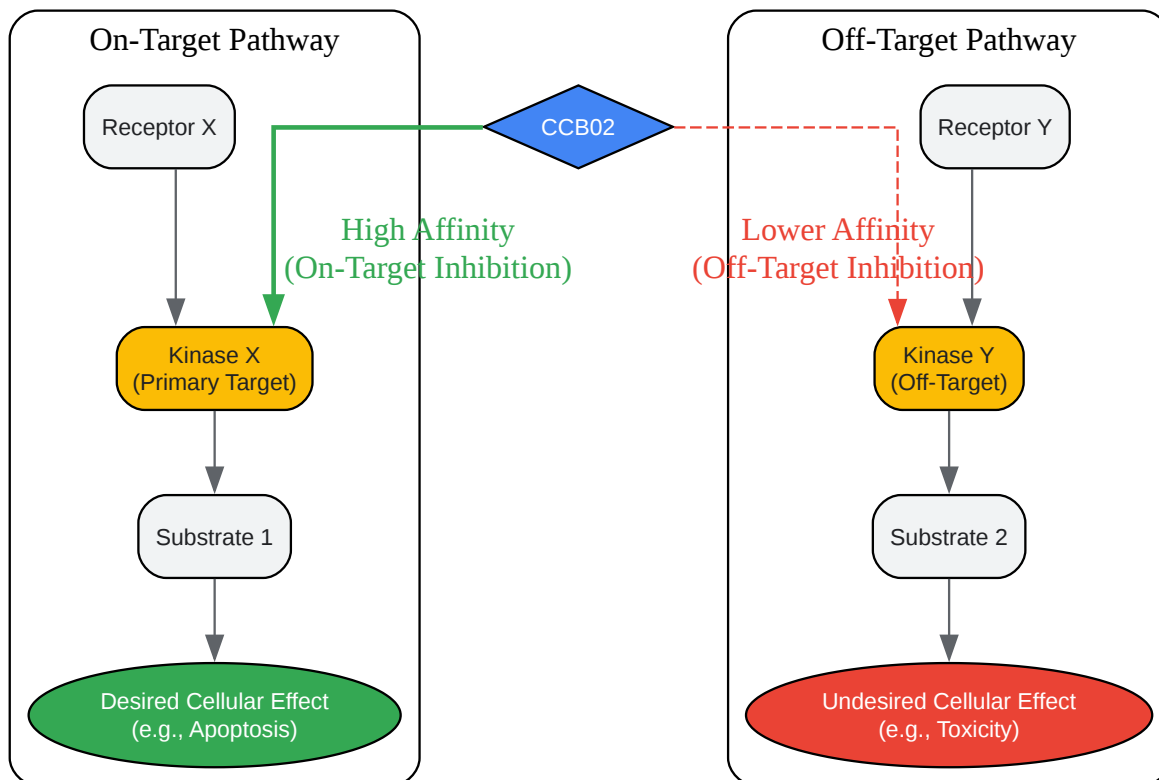 On-Target Pathway
Off-Target Pathway
Receptor X
CCB02
Receptor Y
High Affinity
(On-Target Inhibition)
Lower Affinity
(Off-Target Inhibition)
Kinase X
(Primary Target)
Kinase Y
(Off-Target)
Substrate 1
Substrate 2
Desired Cellular Effect
(e.g., Apoptosis)
Undesired Cellular Effect
(e.g., Toxicity)